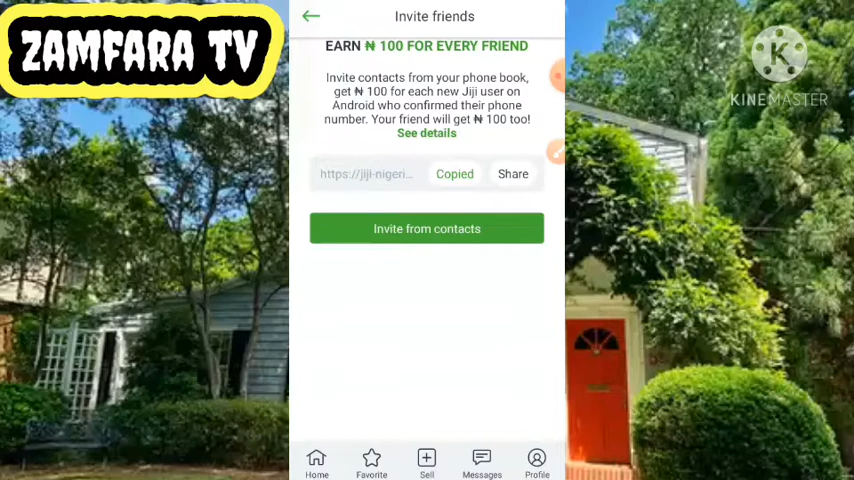 ZAMFARA TV
Invite friends
EARN ₦ 100 FOR EVERY FRIEND
Invite contacts from your phone book,
get ₦ 100 for each new Jiji user on
Android who confirmed their phone
number. Your friend will get ₦ 100 too!
See details
https://jiji-nigeri... Copied Share
Invite from contacts
Home Favorite Sell Messages Profile
K
KINEMASTER